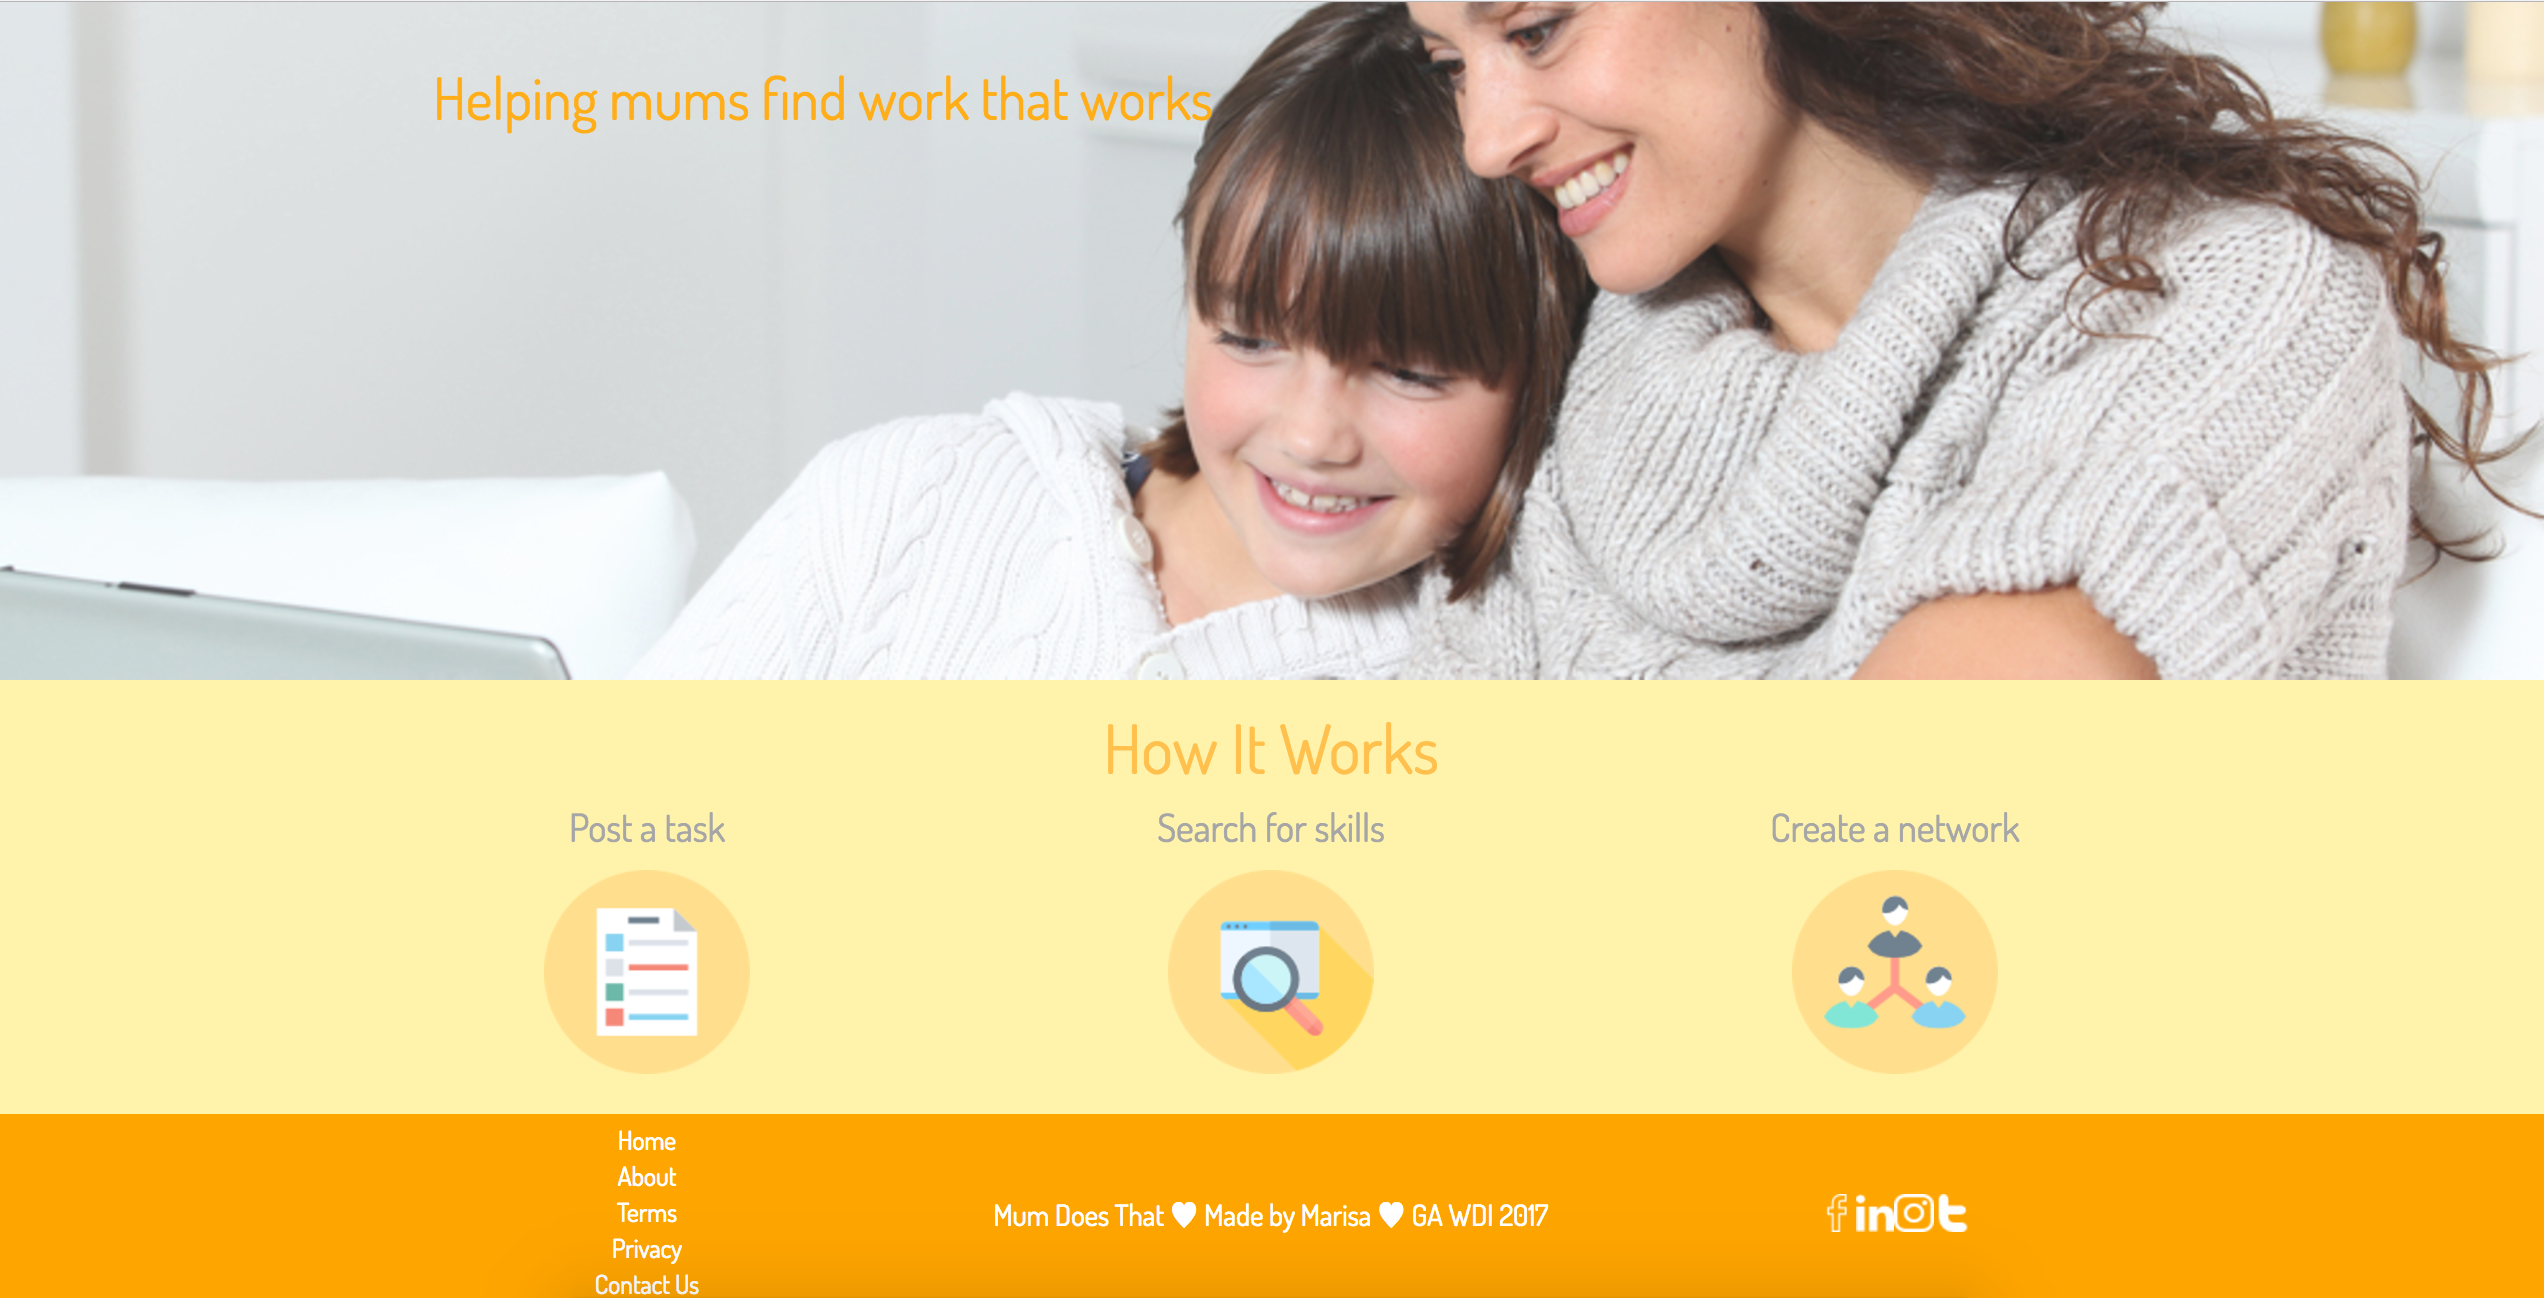 Helping mums find work that works
How It Works
Post a task
Search for skills
Create a network
Home
About
Terms
Privacy
Contact Us
Mum Does That ♥ Made by Marisa ♥ GA WDI 2017